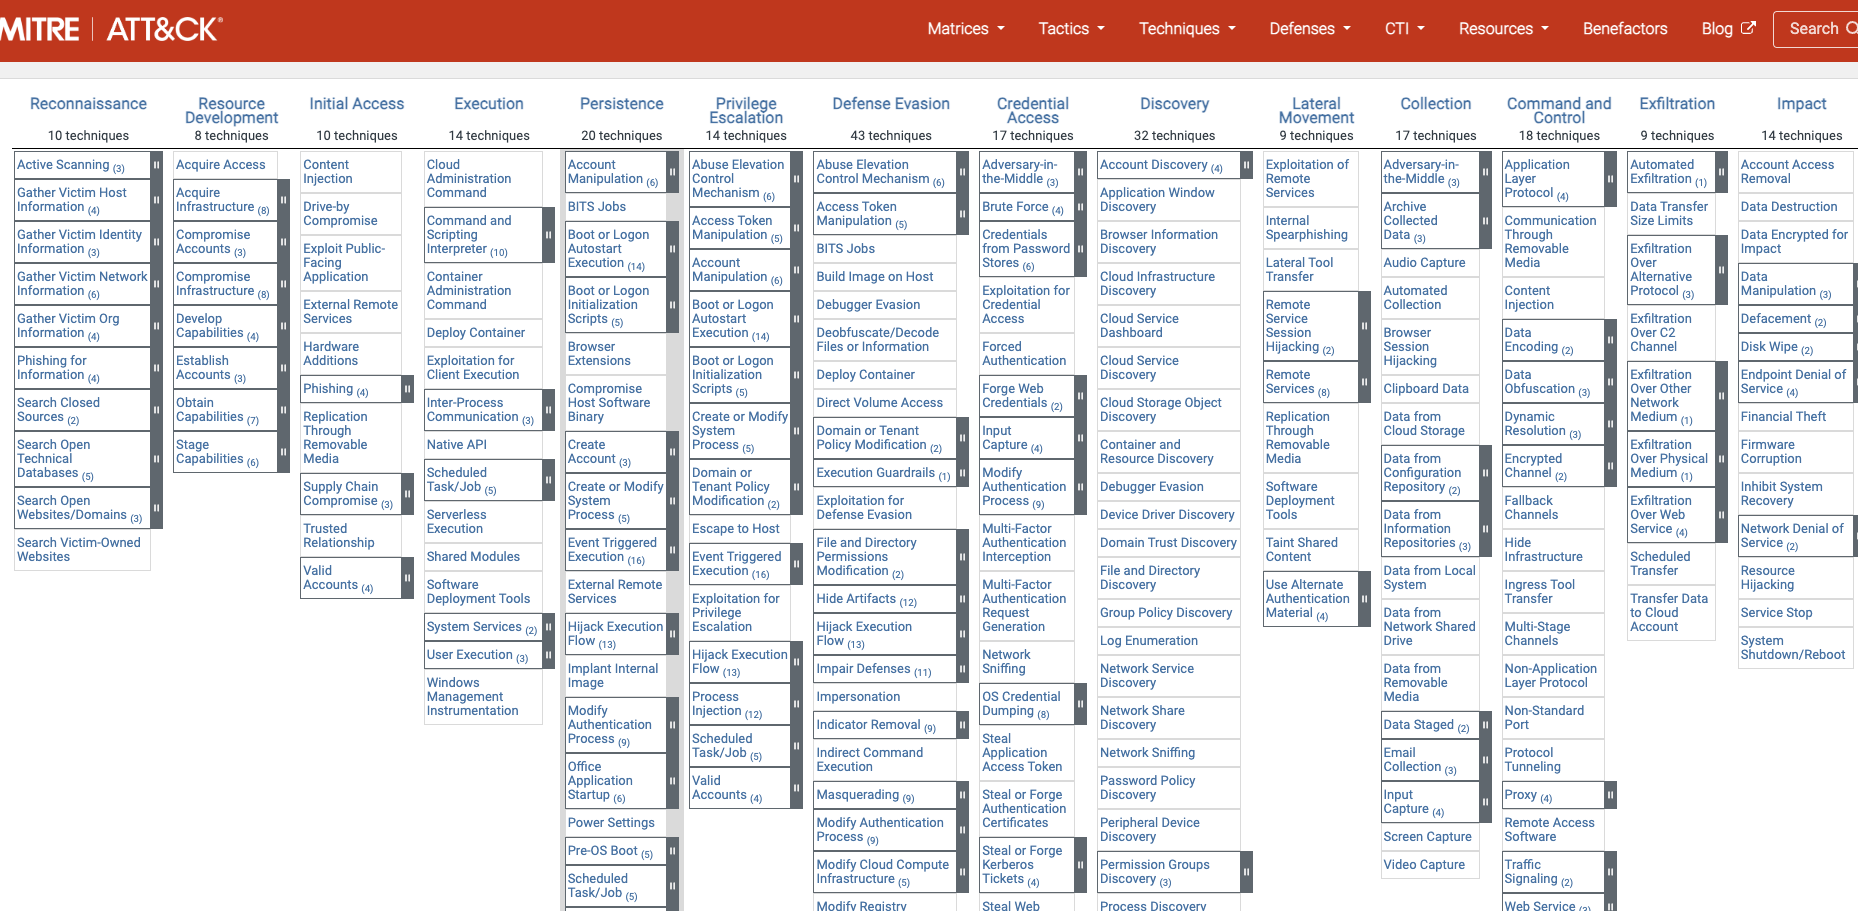 MITRE | ATT&CK®
Matrices
Tactics
Techniques
Defenses
CTI
Resources
Benefactors
Blog
Search
Reconnaissance
10 techniques
Active Scanning (3)
Gather Victim Host
Information (4)
Gather Victim Identity
Information (3)
Gather Victim Network
Information (6)
Gather Victim Org
Information (4)
Phishing for
Information (4)
Search Closed
Sources (2)
Search Open
Technical
Databases (5)
Search Open
Websites/Domains (3)
Search Victim-Owned
Websites
Resource
Development
8 techniques
Acquire Access
Acquire
Infrastructure (8)
Compromise
Accounts (3)
Compromise
Infrastructure (8)
Develop
Capabilities (4)
Establish
Accounts (3)
Obtain
Capabilities (7)
Stage
Capabilities (6)
Initial Access
10 techniques
Content
Injection
Drive-by
Compromise
Exploit Public-
Facing
Application
External Remote
Services
Hardware
Additions
Phishing (4)
Replication
Through
Removable
Media
Supply Chain
Compromise (3)
Trusted
Relationship
Valid
Accounts (4)
Execution
14 techniques
Cloud
Administration
Command
Command and
Scripting
Interpreter (10)
Container
Administration
Command
Deploy Container
Exploitation for
Client Execution
Inter-Process
Communication (3)
Native API
Scheduled
Task/Job (5)
Serverless
Execution
Shared Modules
Software
Deployment Tools
System Services (2)
User Execution (3)
Windows
Management
Instrumentation
Persistence
20 techniques
Account
Manipulation (6)
BITS Jobs
Boot or Logon
Autostart
Execution (14)
Boot or Logon
Initialization
Scripts (5)
Browser
Extensions
Compromise
Host Software
Binary
Create
Account (3)
Create or Modify
System
Process (5)
Event Triggered
Execution (16)
External Remote
Services
Hijack Execution
Flow (13)
Implant Internal
Image
Modify
Authentication
Process (9)
Office
Application
Startup (6)
Power Settings
Pre-OS Boot (5)
Scheduled
Task/Job (5)
Privilege
Escalation
14 techniques
Abuse Elevation
Control
Mechanism (6)
Access Token
Manipulation (5)
Account
Manipulation (6)
Boot or Logon
Autostart
Execution (14)
Boot or Logon
Initialization
Scripts (5)
Create or Modify
System
Process (5)
Domain or
Tenant Policy
Modification (2)
Escape to Host
Event Triggered
Execution (16)
Exploitation for
Privilege
Escalation
Hijack Execution
Flow (13)
Process
Injection (12)
Scheduled
Task/Job (5)
Valid
Accounts (4)
Defense Evasion
43 techniques
Abuse Elevation
Control Mechanism (6)
Access Token
Manipulation (5)
BITS Jobs
Build Image on Host
Debugger Evasion
Deobfuscate/Decode
Files or Information
Deploy Container
Direct Volume Access
Domain or Tenant
Policy Modification (2)
Execution Guardrails (1)
Exploitation for
Defense Evasion
File and Directory
Permissions
Modification (2)
Hide Artifacts (12)
Hijack Execution
Flow (13)
Impair Defenses (11)
Impersonation
Indicator Removal (9)
Indirect Command
Execution
Masquerading (9)
Modify Authentication
Process (9)
Modify Cloud Compute
Infrastructure (5)
Modify Registry
Credential
Access
17 techniques
Adversary-in-
the-Middle (3)
Brute Force (4)
Credentials
from Password
Stores (6)
Exploitation for
Credential
Access
Forced
Authentication
Forge Web
Credentials (2)
Input
Capture (4)
Modify
Authentication
Process (9)
Multi-Factor
Authentication
Interception
Multi-Factor
Authentication
Request
Generation
Network
Sniffing
OS Credential
Dumping (8)
Steal
Application
Access Token
Steal or Forge
Authentication
Certificates
Steal or Forge
Kerberos
Tickets (4)
Steal Web
Discovery
32 techniques
Account Discovery (4)
Application Window
Discovery
Browser Information
Discovery
Cloud Infrastructure
Discovery
Cloud Service
Dashboard
Cloud Service
Discovery
Cloud Storage Object
Discovery
Container and
Resource Discovery
Debugger Evasion
Device Driver Discovery
Domain Trust Discovery
File and Directory
Discovery
Group Policy Discovery
Log Enumeration
Network Service
Discovery
Network Share
Discovery
Network Sniffing
Password Policy
Discovery
Peripheral Device
Discovery
Permission Groups
Discovery (3)
Process Discovery
Lateral
Movement
9 techniques
Exploitation of
Remote
Services
Internal
Spearphishing
Lateral Tool
Transfer
Remote
Service
Session
Hijacking (2)
Remote
Services (8)
Replication
Through
Removable
Media
Software
Deployment
Tools
Taint Shared
Content
Use Alternate
Authentication
Material (4)
Collection
17 techniques
Adversary-in-
the-Middle (3)
Archive
Collected
Data (3)
Audio Capture
Automated
Collection
Browser
Session
Hijacking
Clipboard Data
Data from
Cloud Storage
Data from
Configuration
Repository (2)
Data from
Information
Repositories (3)
Data from Local
System
Data from
Network Shared
Drive
Data from
Removable
Media
Data Staged (2)
Email
Collection (3)
Input
Capture (4)
Screen Capture
Video Capture
Command and
Control
18 techniques
Application
Layer
Protocol (4)
Communication
Through
Removable
Media
Content
Injection
Data
Encoding (2)
Data
Obfuscation (3)
Dynamic
Resolution (3)
Encrypted
Channel (2)
Fallback
Channels
Hide
Infrastructure
Ingress Tool
Transfer
Multi-Stage
Channels
Non-Application
Layer Protocol
Non-Standard
Port
Protocol
Tunneling
Proxy (4)
Remote Access
Software
Traffic
Signaling (2)
Web Service (3)
Exfiltration
9 techniques
Automated
Exfiltration (1)
Data Transfer
Size Limits
Exfiltration
Over
Alternative
Protocol (3)
Exfiltration
Over C2
Channel
Exfiltration
Over Other
Network
Medium (1)
Exfiltration
Over Physical
Medium (1)
Exfiltration
Over Web
Service (4)
Scheduled
Transfer
Transfer Data
to Cloud
Account
Impact
14 techniques
Account Access
Removal
Data Destruction
Data Encrypted for
Impact
Data
Manipulation (3)
Defacement (2)
Disk Wipe (2)
Endpoint Denial of
Service (4)
Financial Theft
Firmware
Corruption
Inhibit System
Recovery
Network Denial of
Service (2)
Resource
Hijacking
Service Stop
System
Shutdown/Reboot